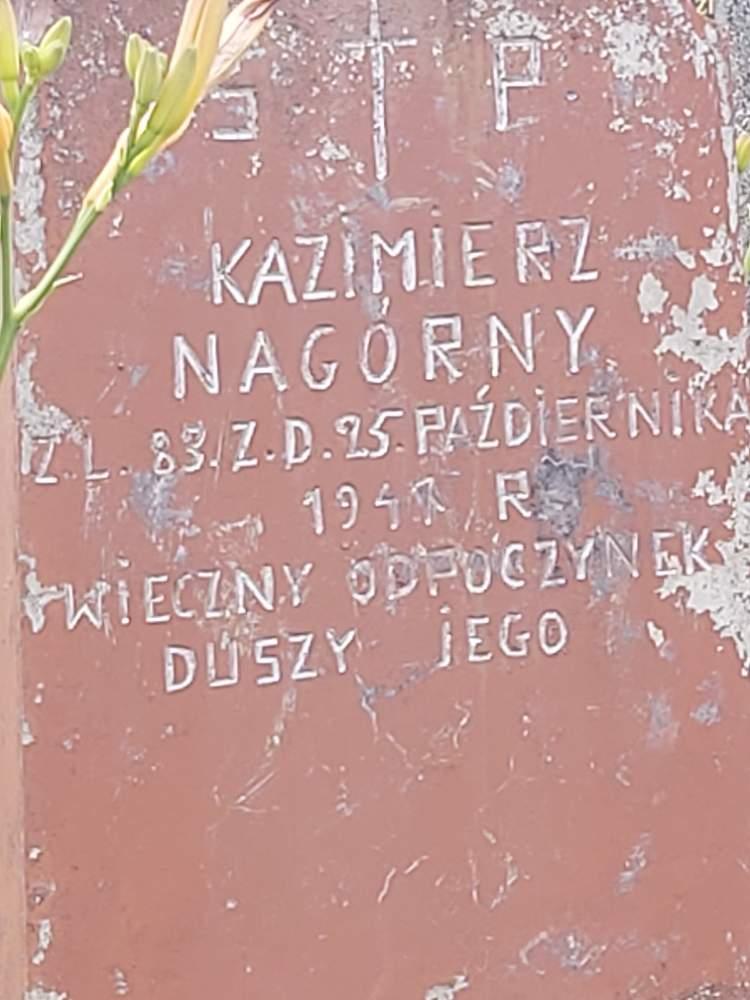 Ś † P
KAZIMIERZ
NAGÓRNY
Ż. L. 83. Z. D. 25. PAŹDIERNIKA
R
WIECZNY ODPOCZYNEK
DUSZY JEGO